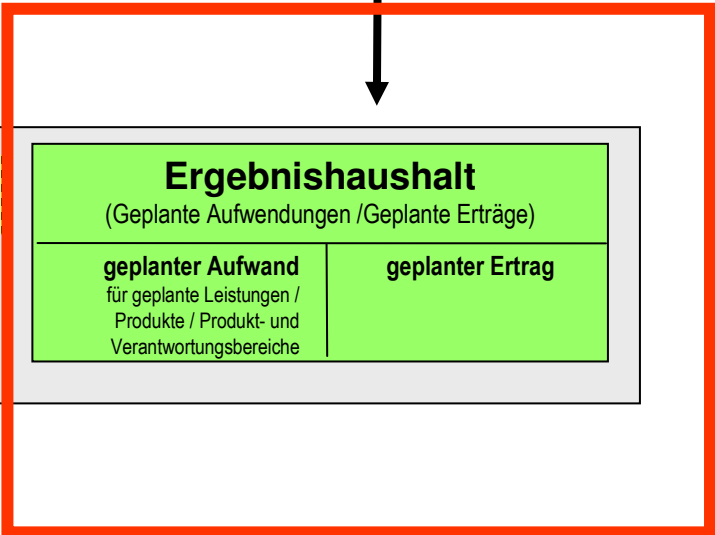 Ergebnishaushalt
(Geplante Aufwendungen /Geplante Erträge)
geplanter Aufwand
für geplante Leistungen /
Produkte / Produkt- und
Verantwortungsbereiche
geplanter Ertrag